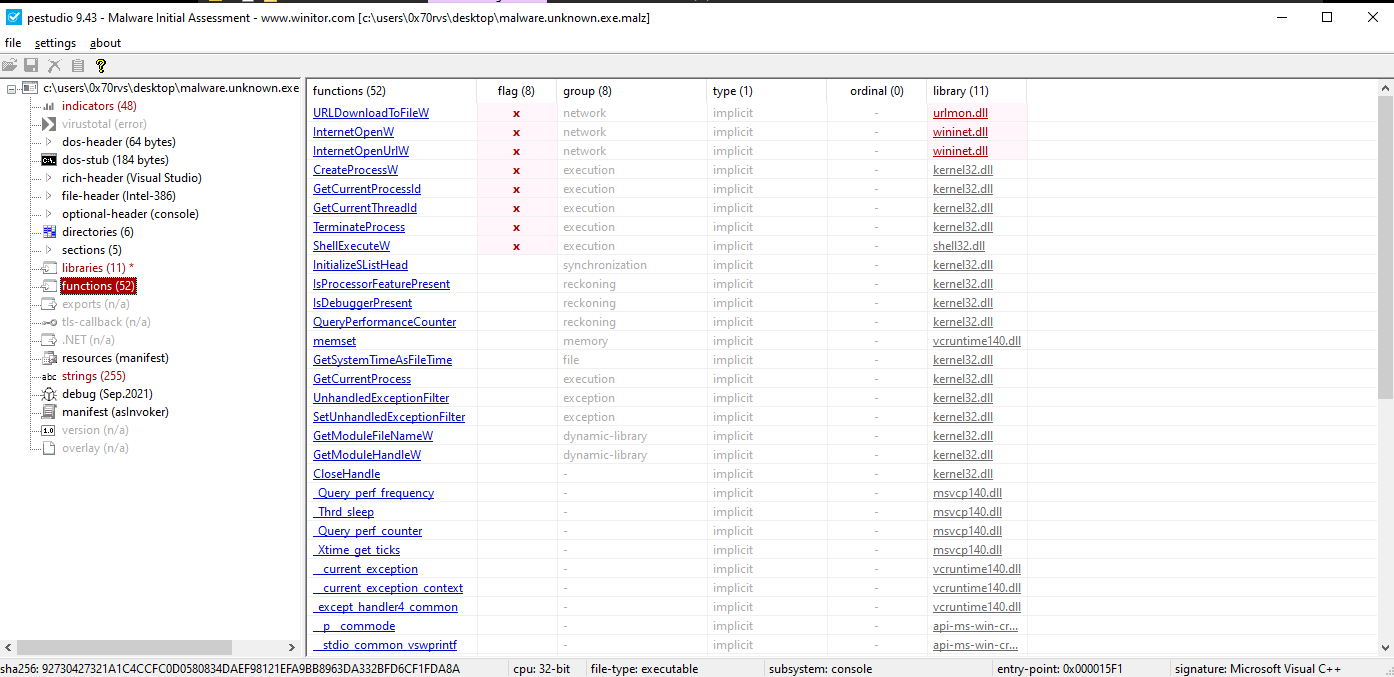 pestudio 9.43 - Malware Initial Assessment - www.winitor.com [c:\users\0x70rvs\desktop\malware.unknown.exe.malz]
file settings about
c:\users\0x70rvs\desktop\malware.unknown.exe
indicators (48)
virustotal (error)
dos-header (64 bytes)
dos-stub (184 bytes)
rich-header (Visual Studio)
file-header (Intel-386)
optional-header (console)
directories (6)
sections (5)
libraries (11) *
functions (52)
exports (n/a)
tls-callback (n/a)
.NET (n/a)
resources (manifest)
abc strings (255)
debug (Sep.2021)
manifest (asInvoker)
1.0 version (n/a)
overlay (n/a)
functions (52) flag (8) group (8) type (1) ordinal (0) library (11)
URLDownloadToFileW x network implicit - urlmon.dll
InternetOpenW x network implicit - wininet.dll
InternetOpenUrlW x network implicit - wininet.dll
CreateProcessW x execution implicit - kernel32.dll
GetCurrentProcessId x execution implicit - kernel32.dll
GetCurrentThreadId x execution implicit - kernel32.dll
TerminateProcess x execution implicit - kernel32.dll
ShellExecuteW x execution implicit - shell32.dll
InitializeSListHead synchronization implicit - kernel32.dll
IsProcessorFeaturePresent reckoning implicit - kernel32.dll
IsDebuggerPresent reckoning implicit - kernel32.dll
QueryPerformanceCounter reckoning implicit - kernel32.dll
memset memory implicit - vcruntime140.dll
GetSystemTimeAsFileTime file implicit - kernel32.dll
GetCurrentProcess execution implicit - kernel32.dll
UnhandledExceptionFilter exception implicit - kernel32.dll
SetUnhandledExceptionFilter exception implicit - kernel32.dll
GetModuleFileNameW dynamic-library implicit - kernel32.dll
GetModuleHandleW dynamic-library implicit - kernel32.dll
CloseHandle - implicit - kernel32.dll
_Query_perf_frequency - implicit - msvcp140.dll
_Thrd_sleep - implicit - msvcp140.dll
_Query_perf_counter - implicit - msvcp140.dll
_Xtime_get_ticks - implicit - msvcp140.dll
__current_exception - implicit - vcruntime140.dll
__current_exception_context - implicit - vcruntime140.dll
_except_handler4_common - implicit - vcruntime140.dll
__p__commode - implicit - api-ms-win-cr...
__stdio_common_vswprintf - implicit - api-ms-win-cr...
sha256: 92730427321A1C4CCFC0D0580834DAEF98121EFA9BB8963DA332BFD6CF1FDA8A cpu: 32-bit file-type: executable subsystem: console entry-point: 0x000015F1 signature: Microsoft Visual C++